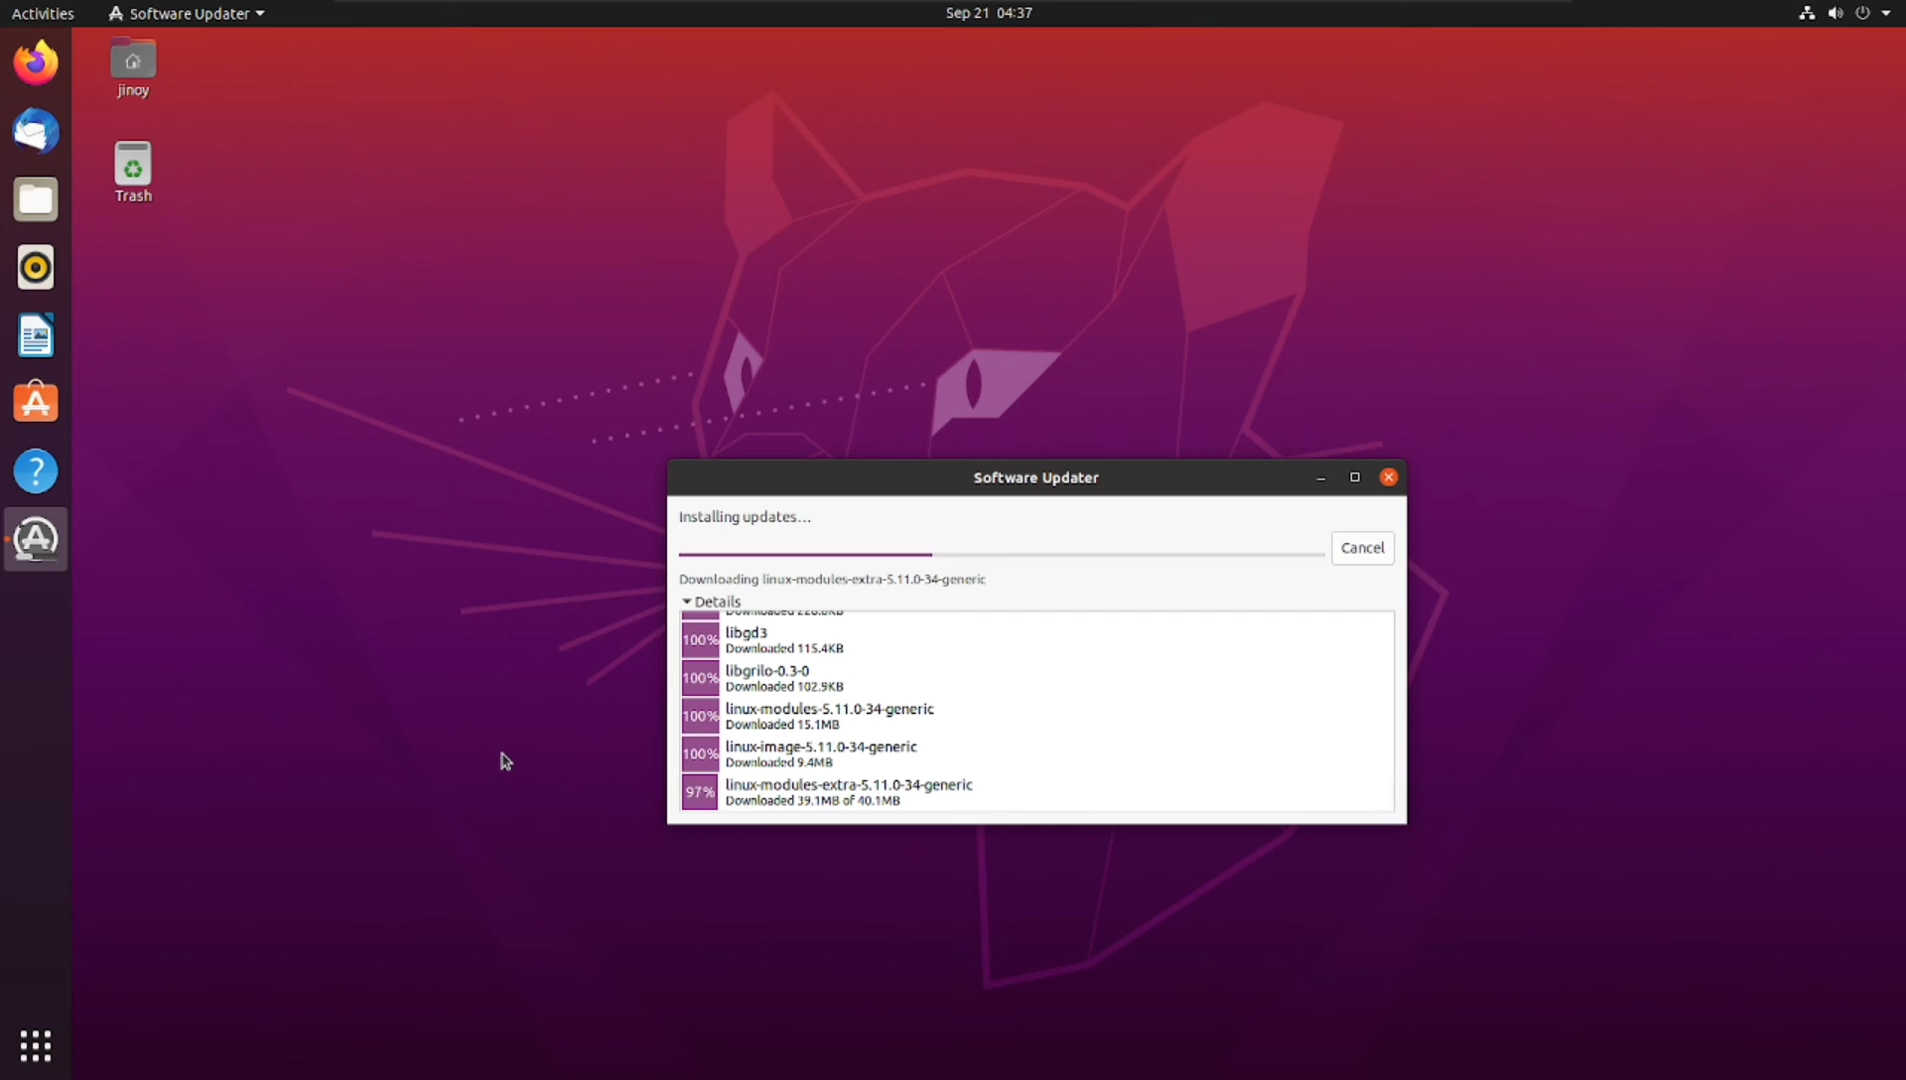 Activities
Software Updater
Sep 21 04:37
jinoy
Trash
Software Updater
Installing updates...
Cancel
Downloading linux-modules-extra-5.11.0-34-generic
Details
100%
libgd3
Downloaded 115.4KB
100%
libgrilo-0.3-0
Downloaded 102.9KB
100%
linux-modules-5.11.0-34-generic
Downloaded 15.1MB
100%
linux-image-5.11.0-34-generic
Downloaded 9.4MB
97%
linux-modules-extra-5.11.0-34-generic
Downloaded 39.1MB of 40.1MB